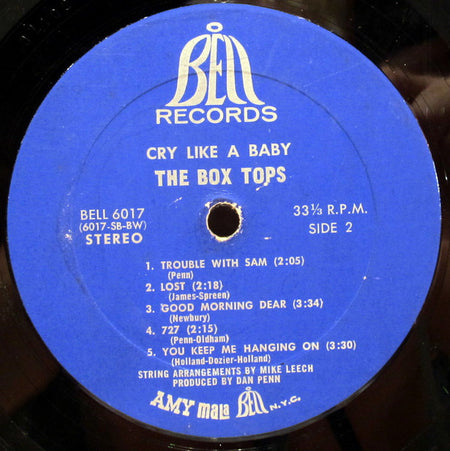 Bell
RECORDS
CRY LIKE A BABY
THE BOX TOPS
BELL 6017
(6017-SB-BW)
STEREO
33⅓ R.P.M.
SIDE 2
1. TROUBLE WITH SAM (2:05)
(Penn)
2. LOST (2:18)
(James-Spreen)
3. GOOD MORNING DEAR (3:34)
(Newbury)
4. 727 (2:15)
(Penn-Oldham)
5. YOU KEEP ME HANGING ON (3:30)
(Holland-Dozier-Holland)
STRING ARRANGEMENTS BY MIKE LEECH
PRODUCED BY DAN PENN
AMY mala Bell N.Y.C.